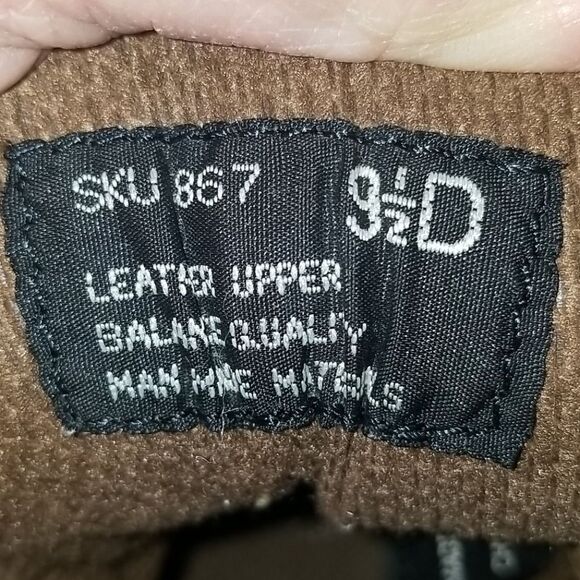 SKU 867 9½D
LEATHER UPPER
BALANCE QUALITY
MAN MADE MATERIALS